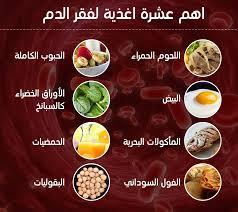 اهم عشرة اغذية لفقر الدم
اللحوم الحمراء
الحبوب الكاملة
البيض
الأوراق الخضراء
كالسبانخ
المأكولات البحرية
الحمضيات
الفول السوداني
البقوليات